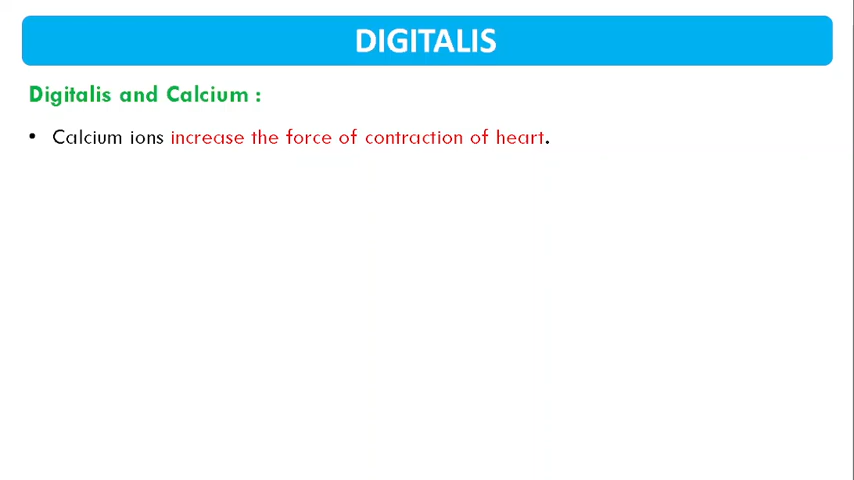 DIGITALIS
Digitalis and Calcium :
• Calcium ions increase the force of contraction of heart.